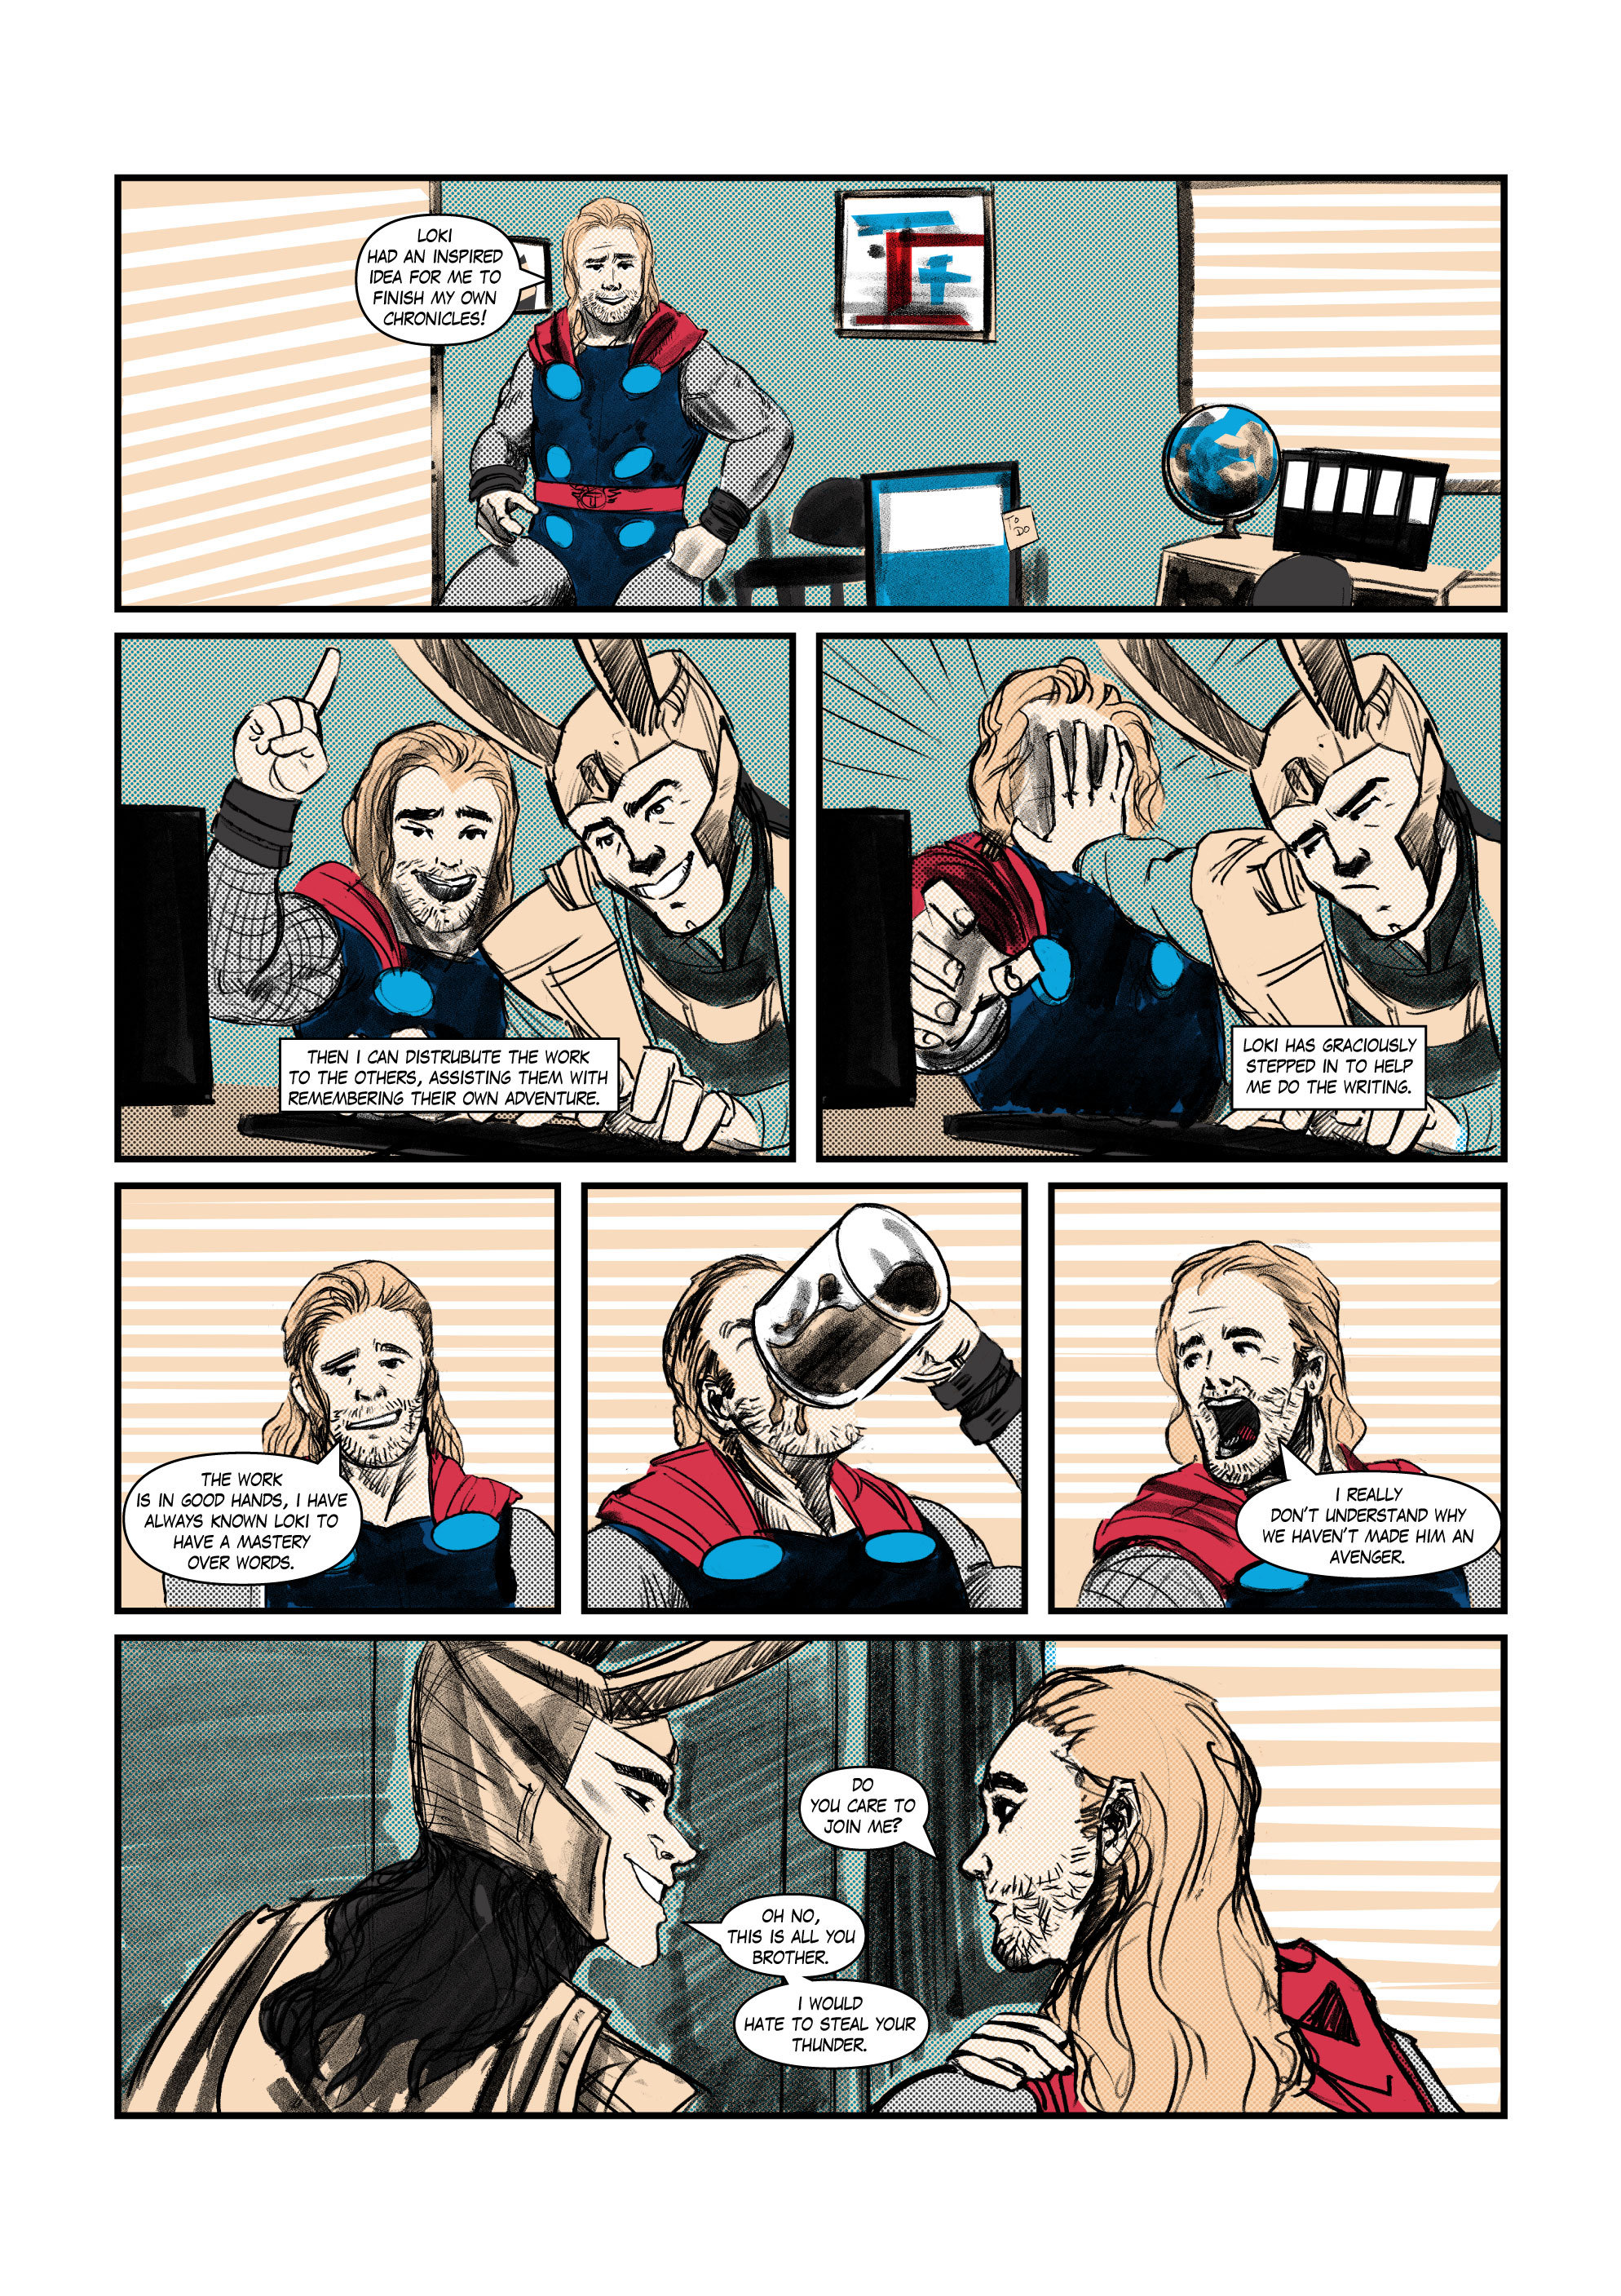 LOKI
HAD AN INSPIRED
IDEA FOR ME TO
FINISH MY OWN
CHRONICLES!
TO
DO
THEN I CAN DISTRUBUTE THE WORK
TO THE OTHERS, ASSISTING THEM WITH
REMEMBERING THEIR OWN ADVENTURE.
LOKI HAS GRACIOUSLY
STEPPED IN TO HELP
ME DO THE WRITING.
THE WORK
IS IN GOOD HANDS, I HAVE
ALWAYS KNOWN LOKI TO
HAVE A MASTERY
OVER WORDS.
I REALLY
DON'T UNDERSTAND WHY
WE HAVEN'T MADE HIM AN
AVENGER.
DO
YOU CARE TO
JOIN ME?
OH NO,
THIS IS ALL YOU
BROTHER.
I WOULD
HATE TO STEAL YOUR
THUNDER.